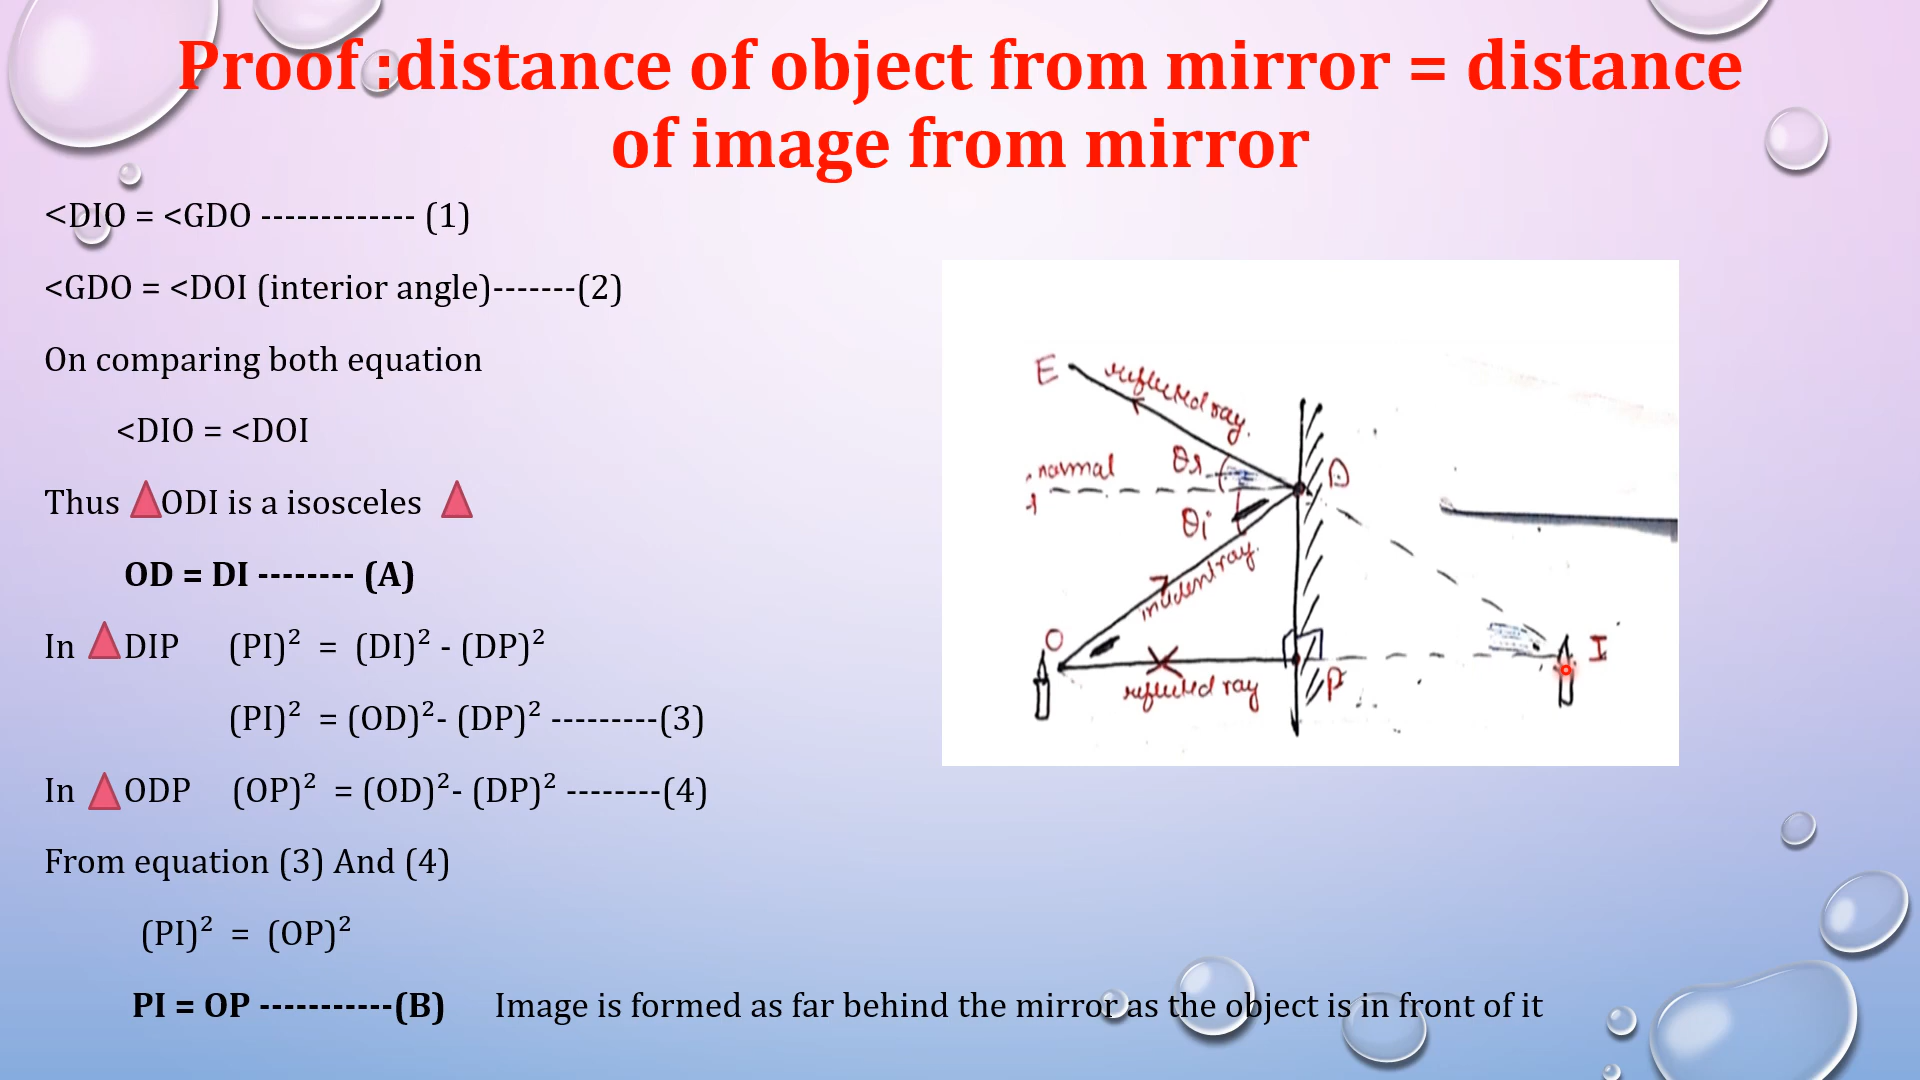 Proof :distance of object from mirror = distance
of image from mirror
<DIO = <GDO ------------- (1)
<GDO = <DOI (interior angle)-------(2)
On comparing both equation
<DIO = <DOI
Thus ODI is a isosceles
OD = DI -------- (A)
In DIP (PI)² = (DI)² - (DP)²
(PI)² = (OD)²- (DP)² ---------(3)
In ODP (OP)² = (OD)²- (DP)² --------(4)
From equation (3) And (4)
(PI)² = (OP)²
PI = OP -----------(B) Image is formed as far behind the mirror as the object is in front of it
E
reflected ray.
normal
θr
D
θi
incident ray.
O
I
reflected ray
P